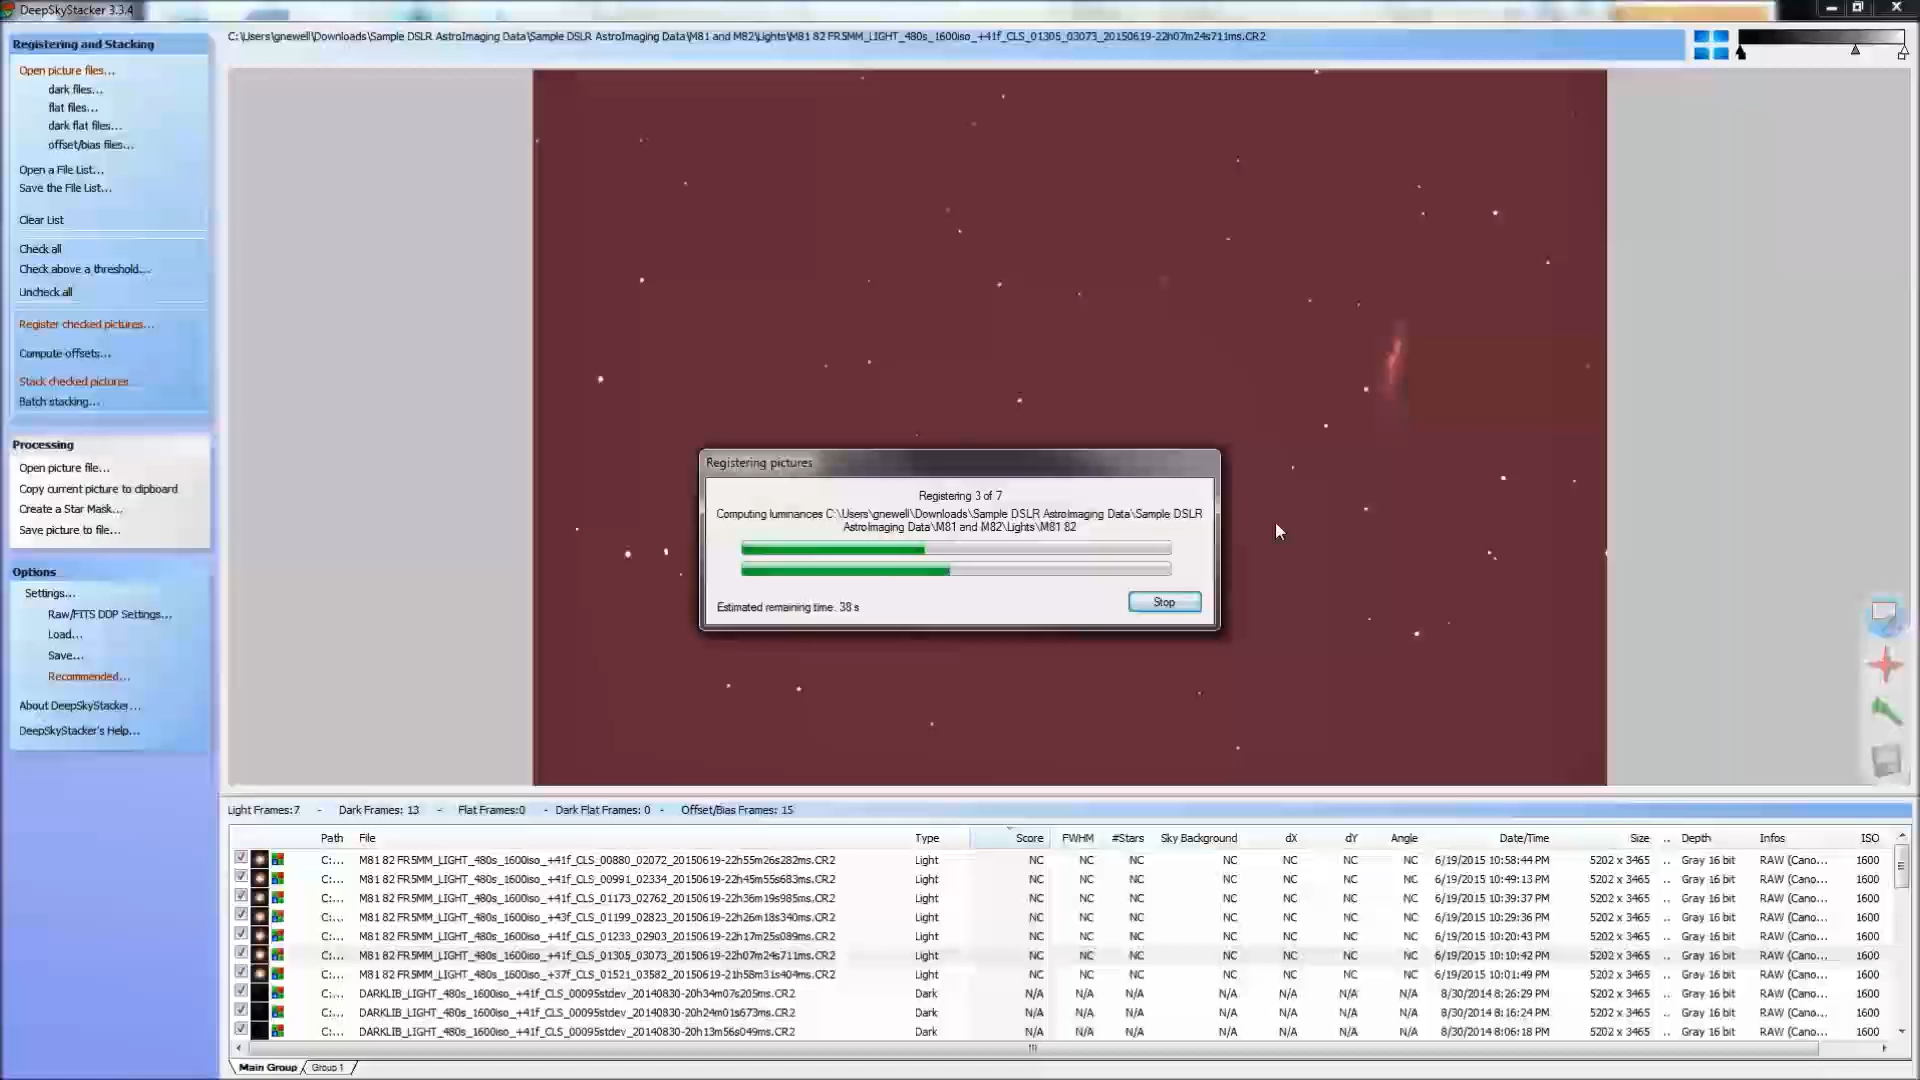 DeepSkyStacker 3.3.4
Registering and Stacking
Open picture files...
dark files...
flat files...
dark flat files...
offset/bias files...
Open a File List...
Save the File List...
Clear List
Check all
Check above a threshold...
Uncheck all
Register checked pictures...
Compute offsets...
Stack checked pictures...
Batch stacking...
Processing
Open picture file...
Copy current picture to clipboard
Create a Star Mask...
Save picture to file...
Options
Settings...
Raw/FITS DDP Settings...
Load...
Save...
Recommended...
About DeepSkyStacker...
DeepSkyStacker's Help...
C:\Users\gnewell\Downloads\Sample DSLR AstroImaging Data\Sample DSLR AstroImaging Data\M81 and M82\Lights\M81 82 FR5MM_LIGHT_480s_1600iso_+41f_CLS_01305_03073_20150619-22h07m24s711ms.CR2
Registering pictures
Registering 3 of 7
Computing luminances C:\Users\gnewell\Downloads\Sample DSLR AstroImaging Data\Sample DSLR
AstroImaging Data\M81 and M82\Lights\M81 82
Estimated remaining time: 38 s
Stop
Light Frames:7 - Dark Frames: 13 - Flat Frames:0 - Dark Flat Frames: 0 - Offset/Bias Frames: 15
Path File Type Score FWHM #Stars Sky Background dX dY Angle Date/Time Size .. Depth Infos ISO
C:... M81 82 FR5MM_LIGHT_480s_1600iso_+41f_CLS_00880_02072_20150619-22h55m26s282ms.CR2 Light NC NC NC NC NC NC NC 6/19/2015 10:58:44 PM 5202 x 3465 .. Gray 16 bit RAW (Cano... 1600
C:... M81 82 FR5MM_LIGHT_480s_1600iso_+41f_CLS_00991_02334_20150619-22h45m55s683ms.CR2 Light NC NC NC NC NC NC NC 6/19/2015 10:49:13 PM 5202 x 3465 .. Gray 16 bit RAW (Cano... 1600
C:... M81 82 FR5MM_LIGHT_480s_1600iso_+41f_CLS_01173_02762_20150619-22h36m19s985ms.CR2 Light NC NC NC NC NC NC NC 6/19/2015 10:39:37 PM 5202 x 3465 .. Gray 16 bit RAW (Cano... 1600
C:... M81 82 FR5MM_LIGHT_480s_1600iso_+43f_CLS_01199_02823_20150619-22h26m18s340ms.CR2 Light NC NC NC NC NC NC NC 6/19/2015 10:29:36 PM 5202 x 3465 .. Gray 16 bit RAW (Cano... 1600
C:... M81 82 FR5MM_LIGHT_480s_1600iso_+41f_CLS_01233_02903_20150619-22h17m25s089ms.CR2 Light NC NC NC NC NC NC NC 6/19/2015 10:20:43 PM 5202 x 3465 .. Gray 16 bit RAW (Cano... 1600
C:... M81 82 FR5MM_LIGHT_480s_1600iso_+41f_CLS_01305_03073_20150619-22h07m24s711ms.CR2 Light NC NC NC NC NC NC NC 6/19/2015 10:10:42 PM 5202 x 3465 .. Gray 16 bit RAW (Cano... 1600
C:... M81 82 FR5MM_LIGHT_480s_1600iso_+37f_CLS_01521_03582_20150619-21h58m31s404ms.CR2 Light NC NC NC NC NC NC NC 6/19/2015 10:01:49 PM 5202 x 3465 .. Gray 16 bit RAW (Cano... 1600
C:... DARKLIB_LIGHT_480s_1600iso_+41f_CLS_00095stdev_20140830-20h34m07s205ms.CR2 Dark N/A N/A N/A N/A N/A N/A N/A 8/30/2014 8:26:29 PM 5202 x 3465 .. Gray 16 bit RAW (Cano... 1600
C:... DARKLIB_LIGHT_480s_1600iso_+41f_CLS_00095stdev_20140830-20h24m01s673ms.CR2 Dark N/A N/A N/A N/A N/A N/A N/A 8/30/2014 8:16:24 PM 5202 x 3465 .. Gray 16 bit RAW (Cano... 1600
C:... DARKLIB_LIGHT_480s_1600iso_+41f_CLS_00095stdev_20140830-20h13m56s049ms.CR2 Dark N/A N/A N/A N/A N/A N/A N/A 8/30/2014 8:06:18 PM 5202 x 3465 .. Gray 16 bit RAW (Cano... 1600
Main Group Group 1